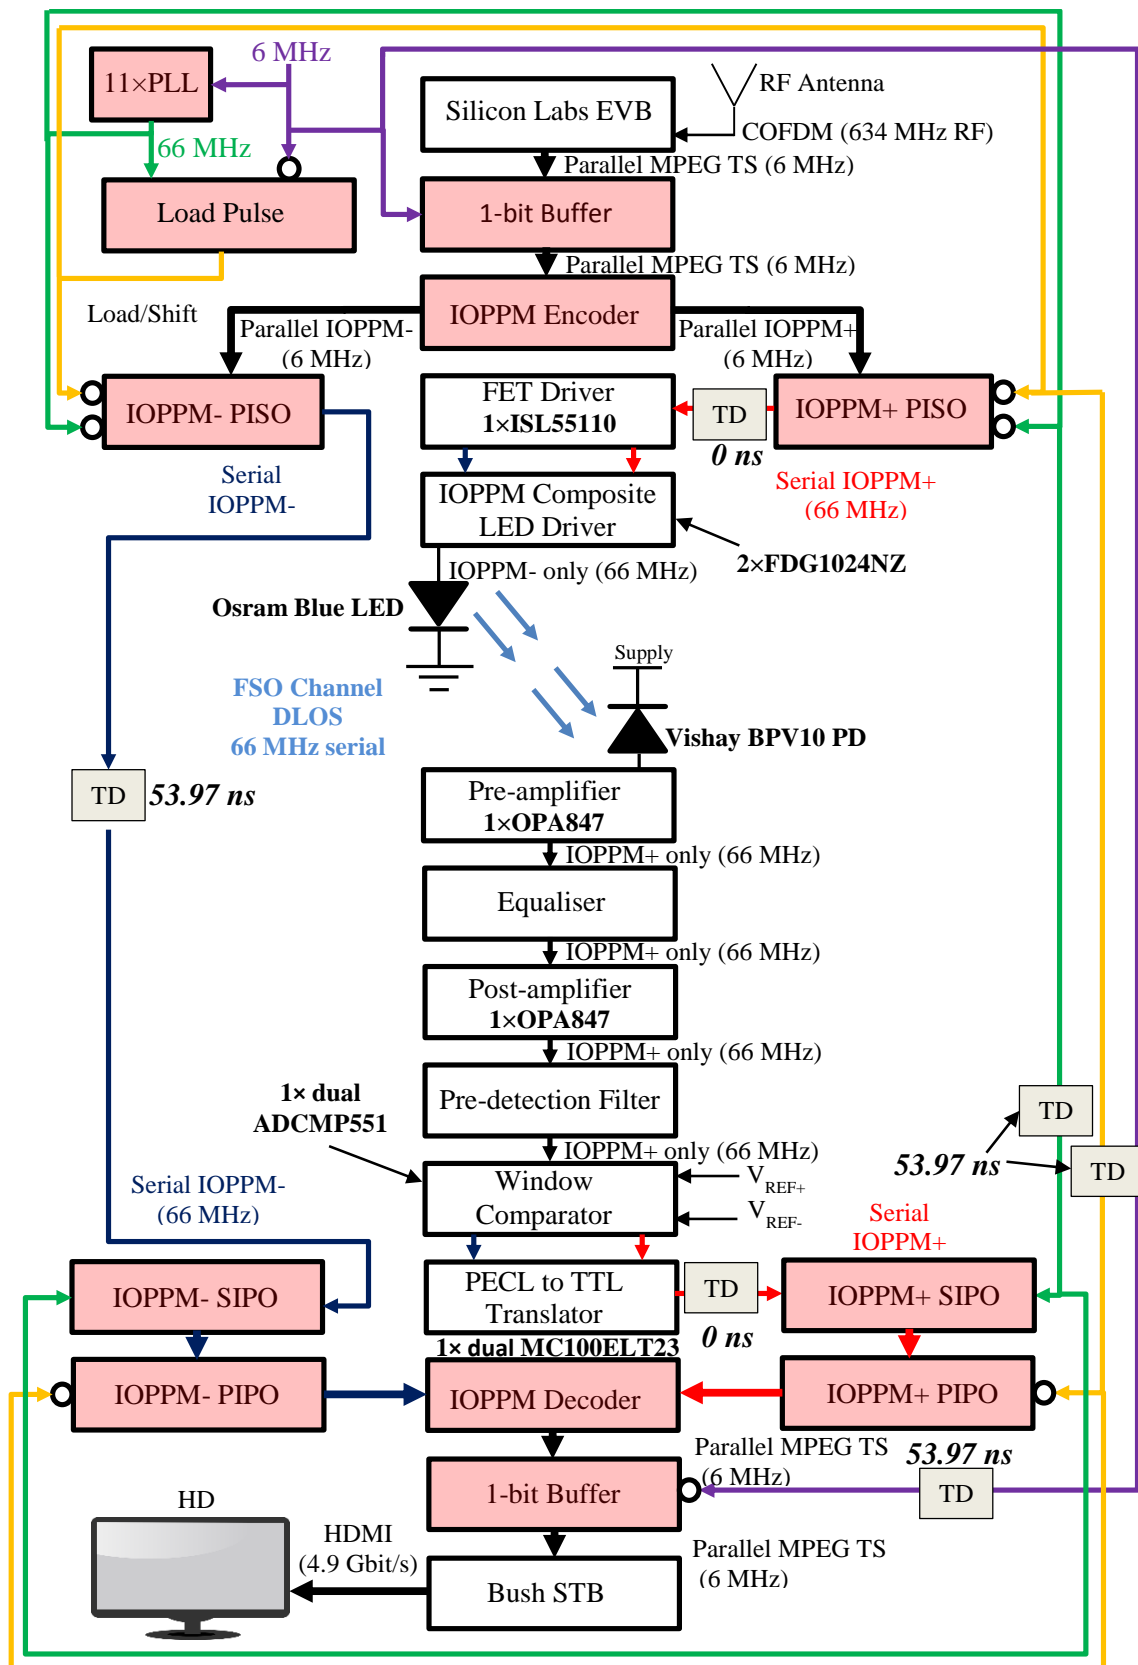 6 MHz
11×PLL
66 MHz
Load Pulse
Silicon Labs EVB
RF Antenna
COFDM (634 MHz RF)
Parallel MPEG TS (6 MHz)
1-bit Buffer
Parallel MPEG TS (6 MHz)
IOPPM Encoder
Load/Shift
Parallel IOPPM-
(6 MHz)
Parallel IOPPM+
(6 MHz)
IOPPM- PISO
FET Driver
1×ISL55110
TD
0 ns
IOPPM+ PISO
Serial
IOPPM-
Serial IOPPM+
(66 MHz)
IOPPM Composite
LED Driver
2×FDG1024NZ
IOPPM- only (66 MHz)
Osram Blue LED
Supply
FSO Channel
DLOS
66 MHz serial
Vishay BPV10 PD
TD
53.97 ns
Pre-amplifier
1×OPA847
IOPPM+ only (66 MHz)
Equaliser
IOPPM+ only (66 MHz)
Post-amplifier
1×OPA847
IOPPM+ only (66 MHz)
Pre-detection Filter
1× dual
ADCMP551
IOPPM+ only (66 MHz)
TD
53.97 ns
TD
Window
Comparator
VREF+
VREF-
Serial IOPPM-
(66 MHz)
Serial
IOPPM+
IOPPM- SIPO
PECL to TTL
Translator
TD
0 ns
IOPPM+ SIPO
1× dual MC100ELT23
IOPPM- PIPO
IOPPM Decoder
IOPPM+ PIPO
Parallel MPEG TS
(6 MHz)
53.97 ns
TD
1-bit Buffer
HD
HDMI
(4.9 Gbit/s)
Parallel MPEG TS
(6 MHz)
Bush STB